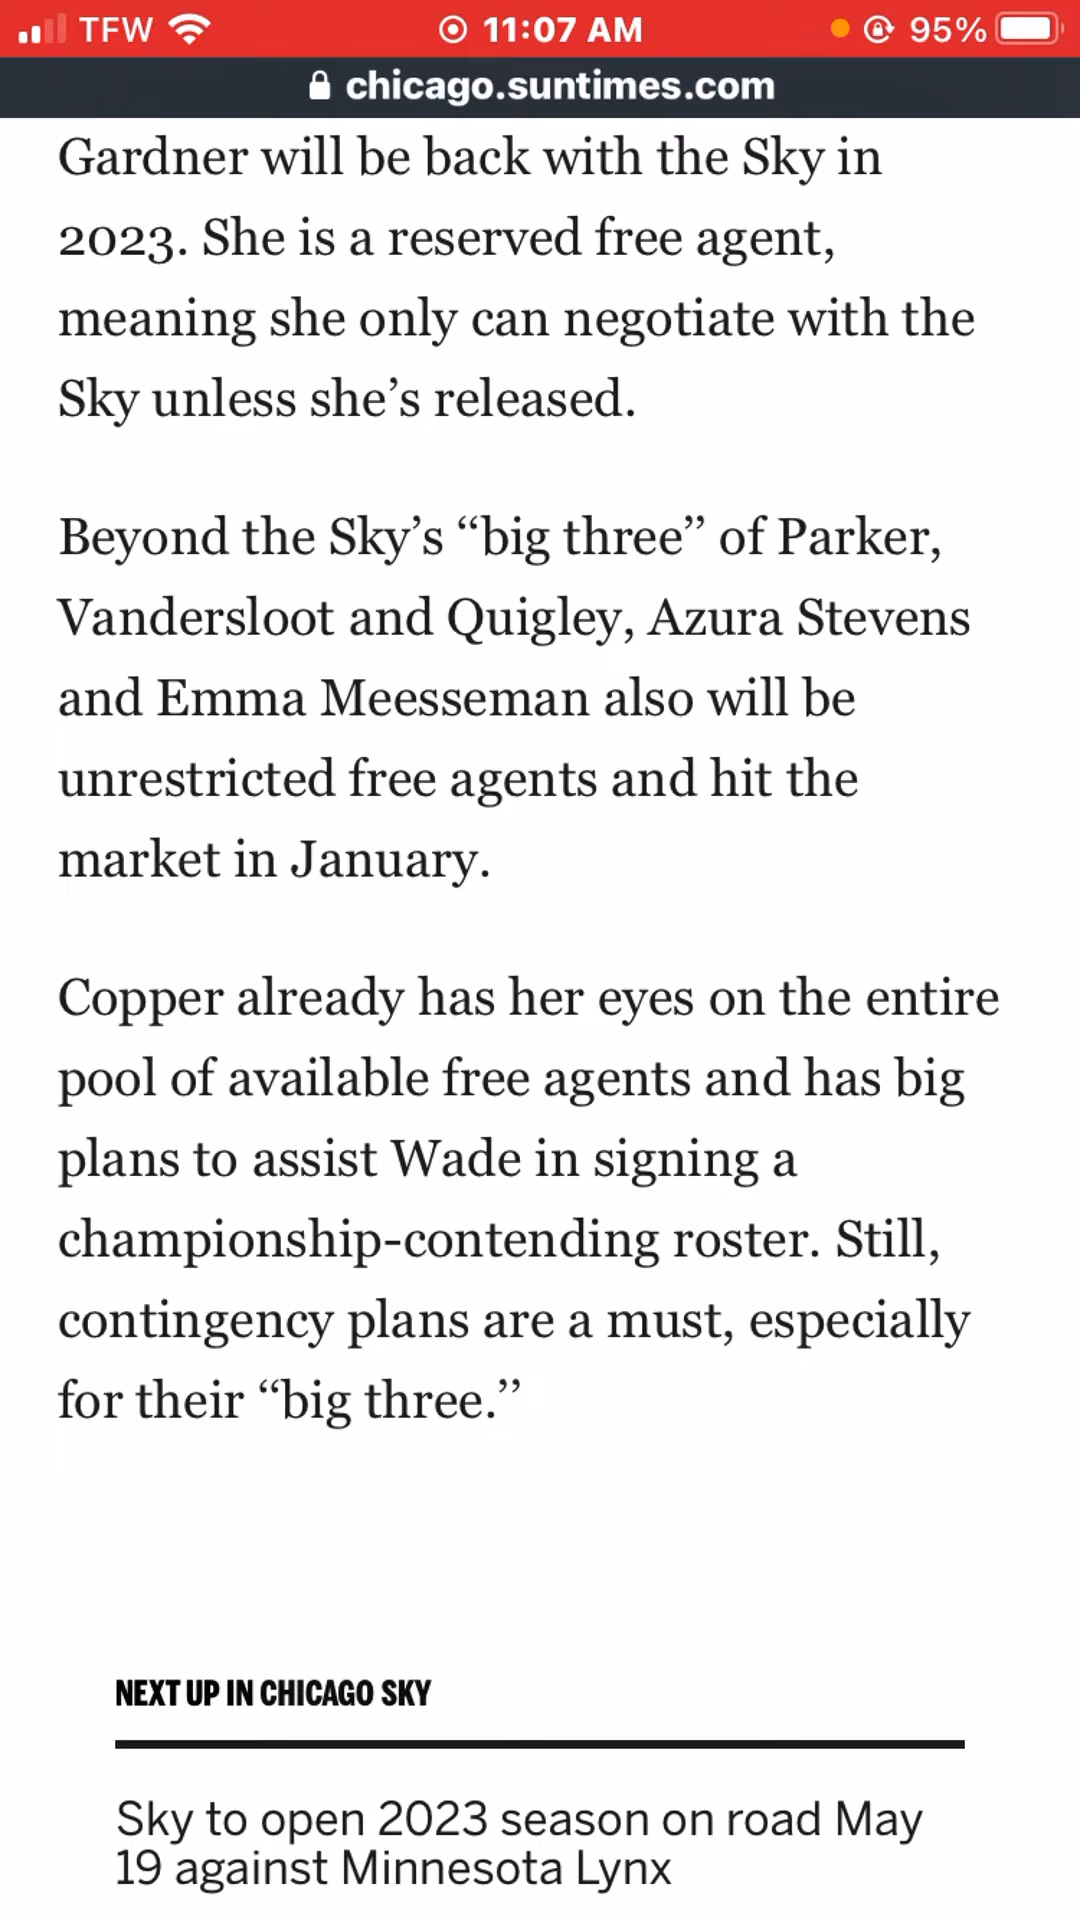 TFW 11:07 AM 95%
chicago.suntimes.com
Gardner will be back with the Sky in
2023. She is a reserved free agent,
meaning she only can negotiate with the
Sky unless she’s released.
Beyond the Sky’s “big three” of Parker,
Vandersloot and Quigley, Azura Stevens
and Emma Meesseman also will be
unrestricted free agents and hit the
market in January.
Copper already has her eyes on the entire
pool of available free agents and has big
plans to assist Wade in signing a
championship-contending roster. Still,
contingency plans are a must, especially
for their “big three.”
NEXT UP IN CHICAGO SKY
Sky to open 2023 season on road May
19 against Minnesota Lynx